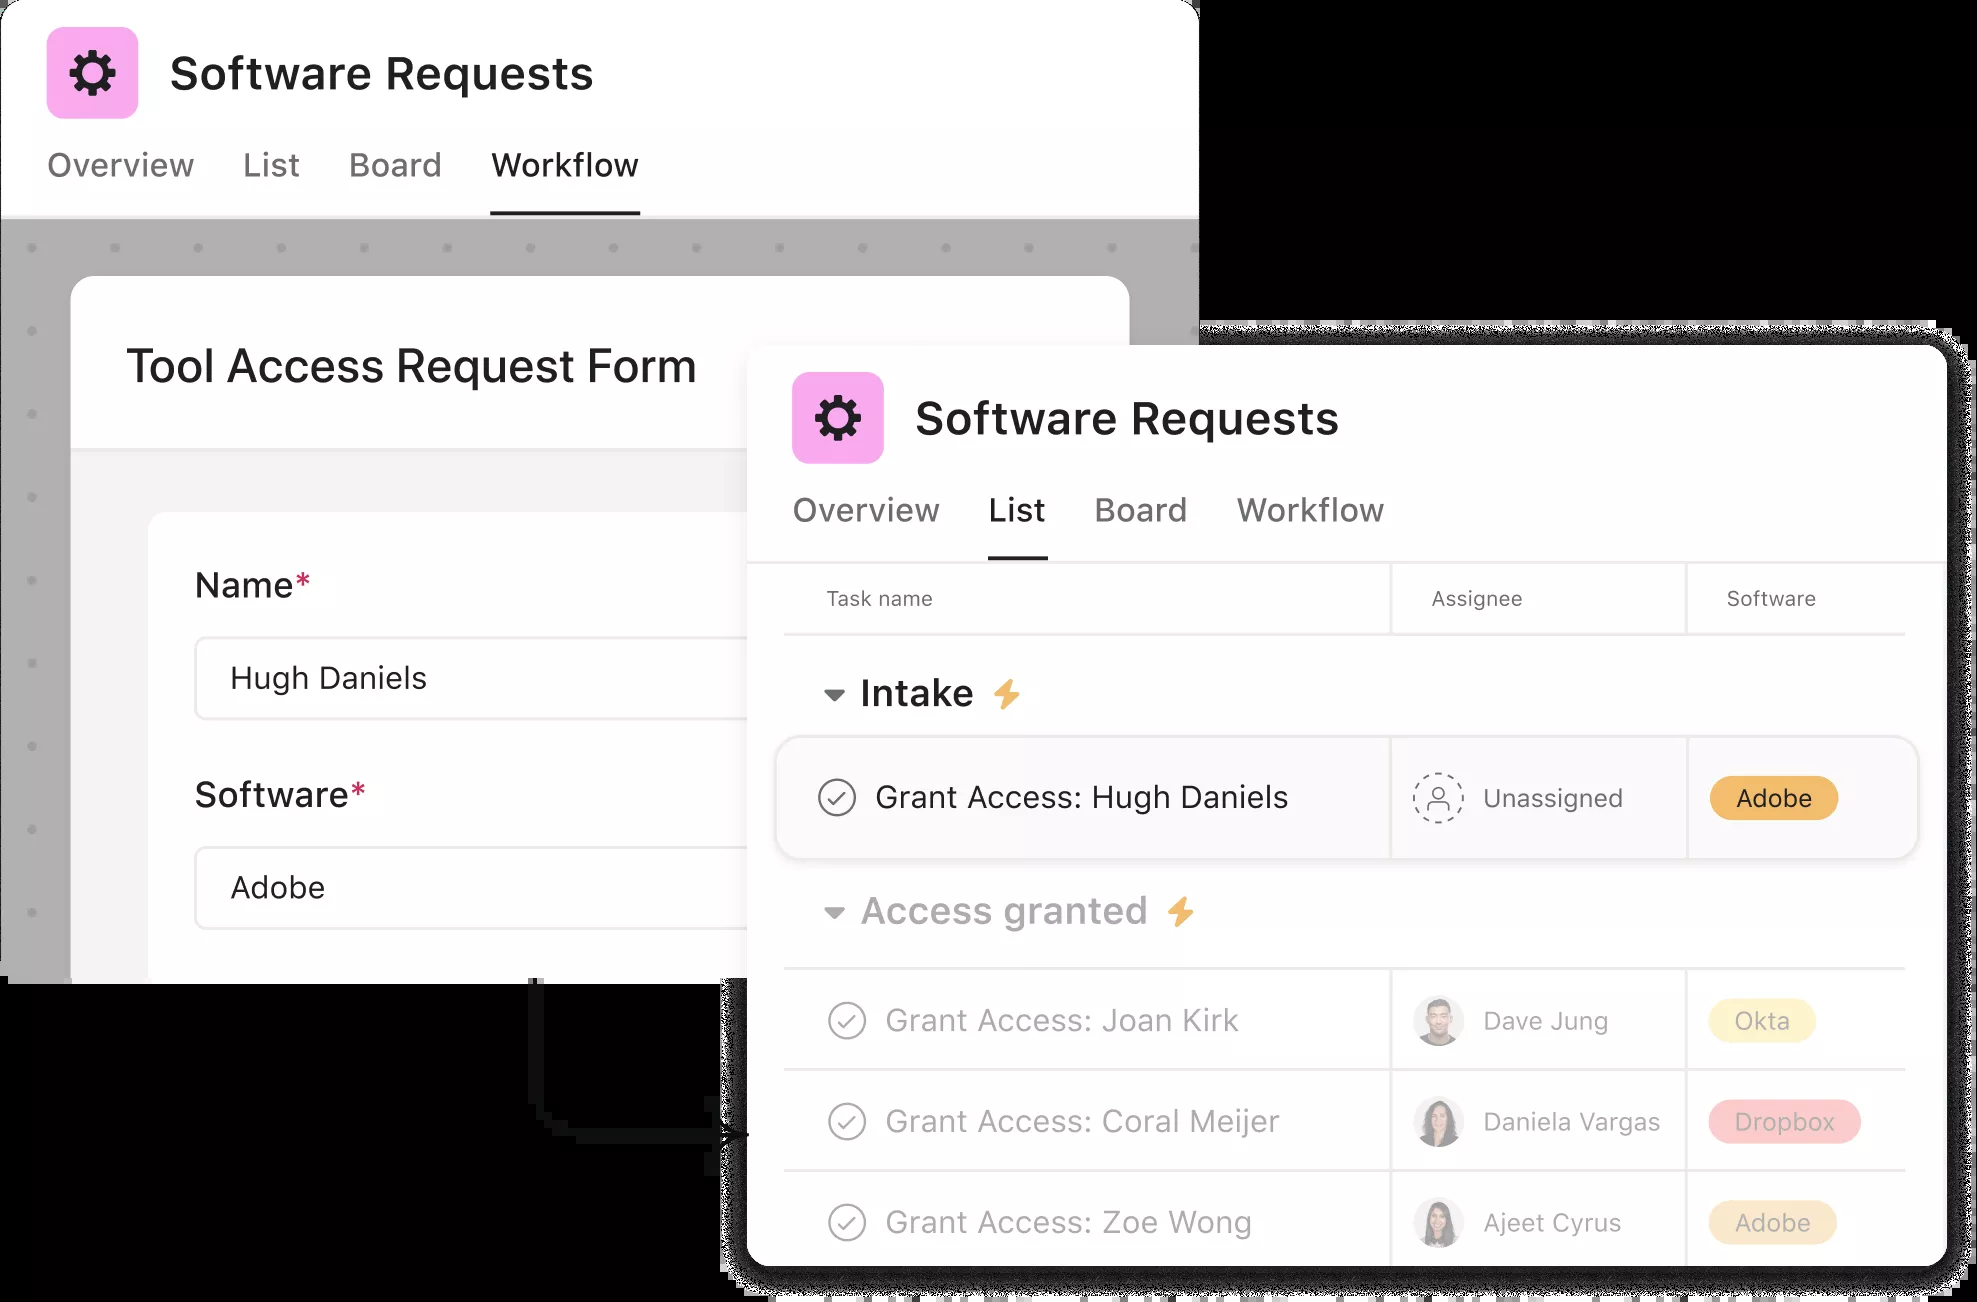 Software Requests
Overview List Board Workflow
Tool Access Request Form
Name*
Hugh Daniels
Software*
Adobe
Software Requests
Overview List Board Workflow
Task name Assignee Software
Intake
Grant Access: Hugh Daniels Unassigned Adobe
Access granted
Grant Access: Joan Kirk Dave Jung Okta
Grant Access: Coral Meijer Daniela Vargas Dropbox
Grant Access: Zoe Wong Ajeet Cyrus Adobe